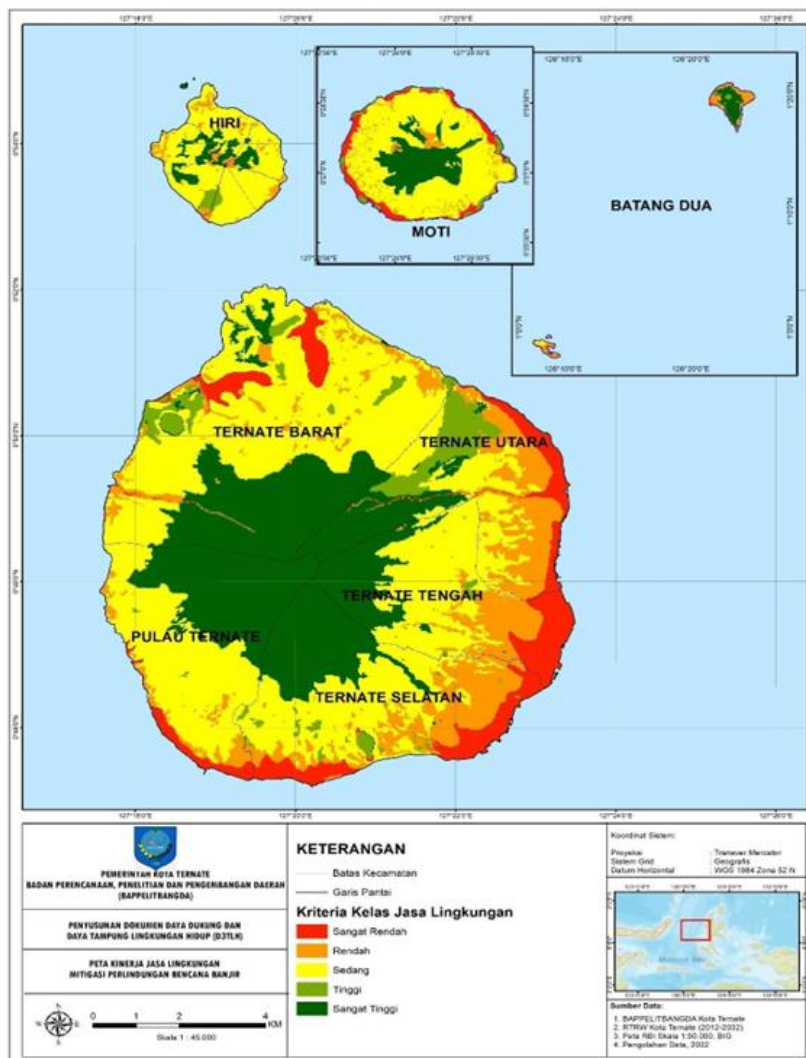 HIRI
MOTI
BATANG DUA
TERNATE BARAT
TERNATE UTARA
TERNATE TENGAH
PULAU TERNATE
TERNATE SELATAN
PEMERINTAH KOTA TERNATE
BADAN PERENCANAAN, PENELITIAN DAN PENGEMBANGAN DAERAH
(BAPPELITBANGDA)
PENYUSUNAN DOKUMEN DAYA DUKUNG DAN
DAYA TAMPUNG LINGKUNGAN HIDUP (D3TLH)
PETA KINERJA JASA LINGKUNGAN
MITIGASI PERLINDUNGAN BENCANA BANJIR
0 1 2 4
KM
Skala 1 : 45.000
KETERANGAN
Batas Kecamatan
Garis Pantai
Kriteria Kelas Jasa Lingkungan
Sangat Rendah
Rendah
Sedang
Tinggi
Sangat Tinggi
Koordinat Sistem:
Proyeksi : Transver Mercator
Sistem Grid : Geografis
Datum Horizontal : WGS 1984 Zona 52 N
Sumber Data:
1. BAPPELITBANGDA Kota Ternate
2. RTRW Kota Ternate (2012-2032)
3. Peta RBI Skala 1:50.000, BIG
4. Pengolahan Data, 2022